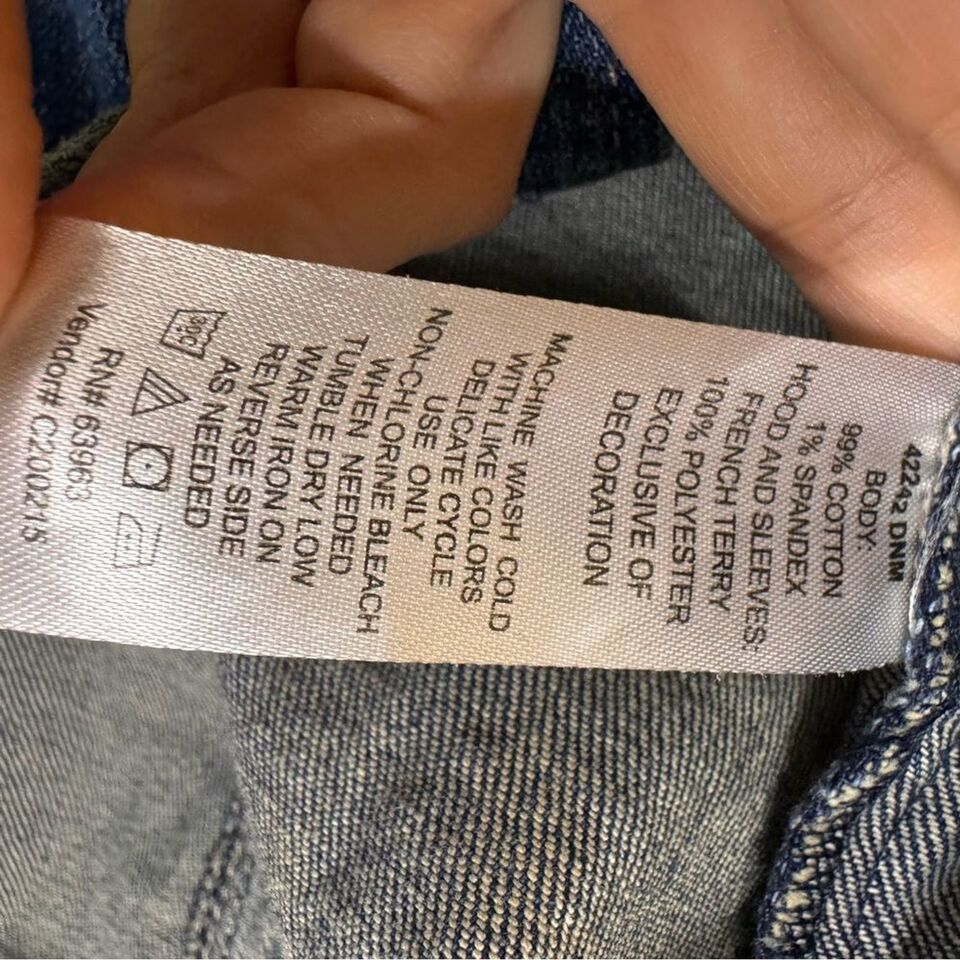 4242 DNM
BODY:
99% COTTON
1% SPANDEX
HOOD AND SLEEVES:
FRENCH TERRY
100% POLYESTER
EXCLUSIVE OF
DECORATION
MACHINE WASH COLD
WITH LIKE COLORS
DELICATE CYCLE
USE ONLY
NON-CHLORINE BLEACH
WHEN NEEDED
TUMBLE DRY LOW
WARM IRON ON
REVERSE SIDE
AS NEEDED
RN# 63963
Vendor# C200215